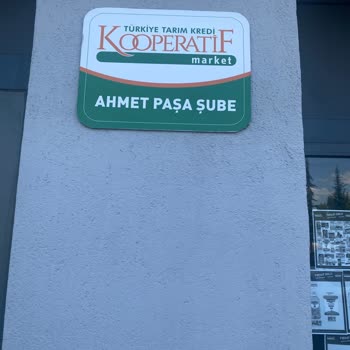 TÜRKİYE TARIM KREDİ
KOOPERATİF
market
AHMET PAŞA ŞUBE